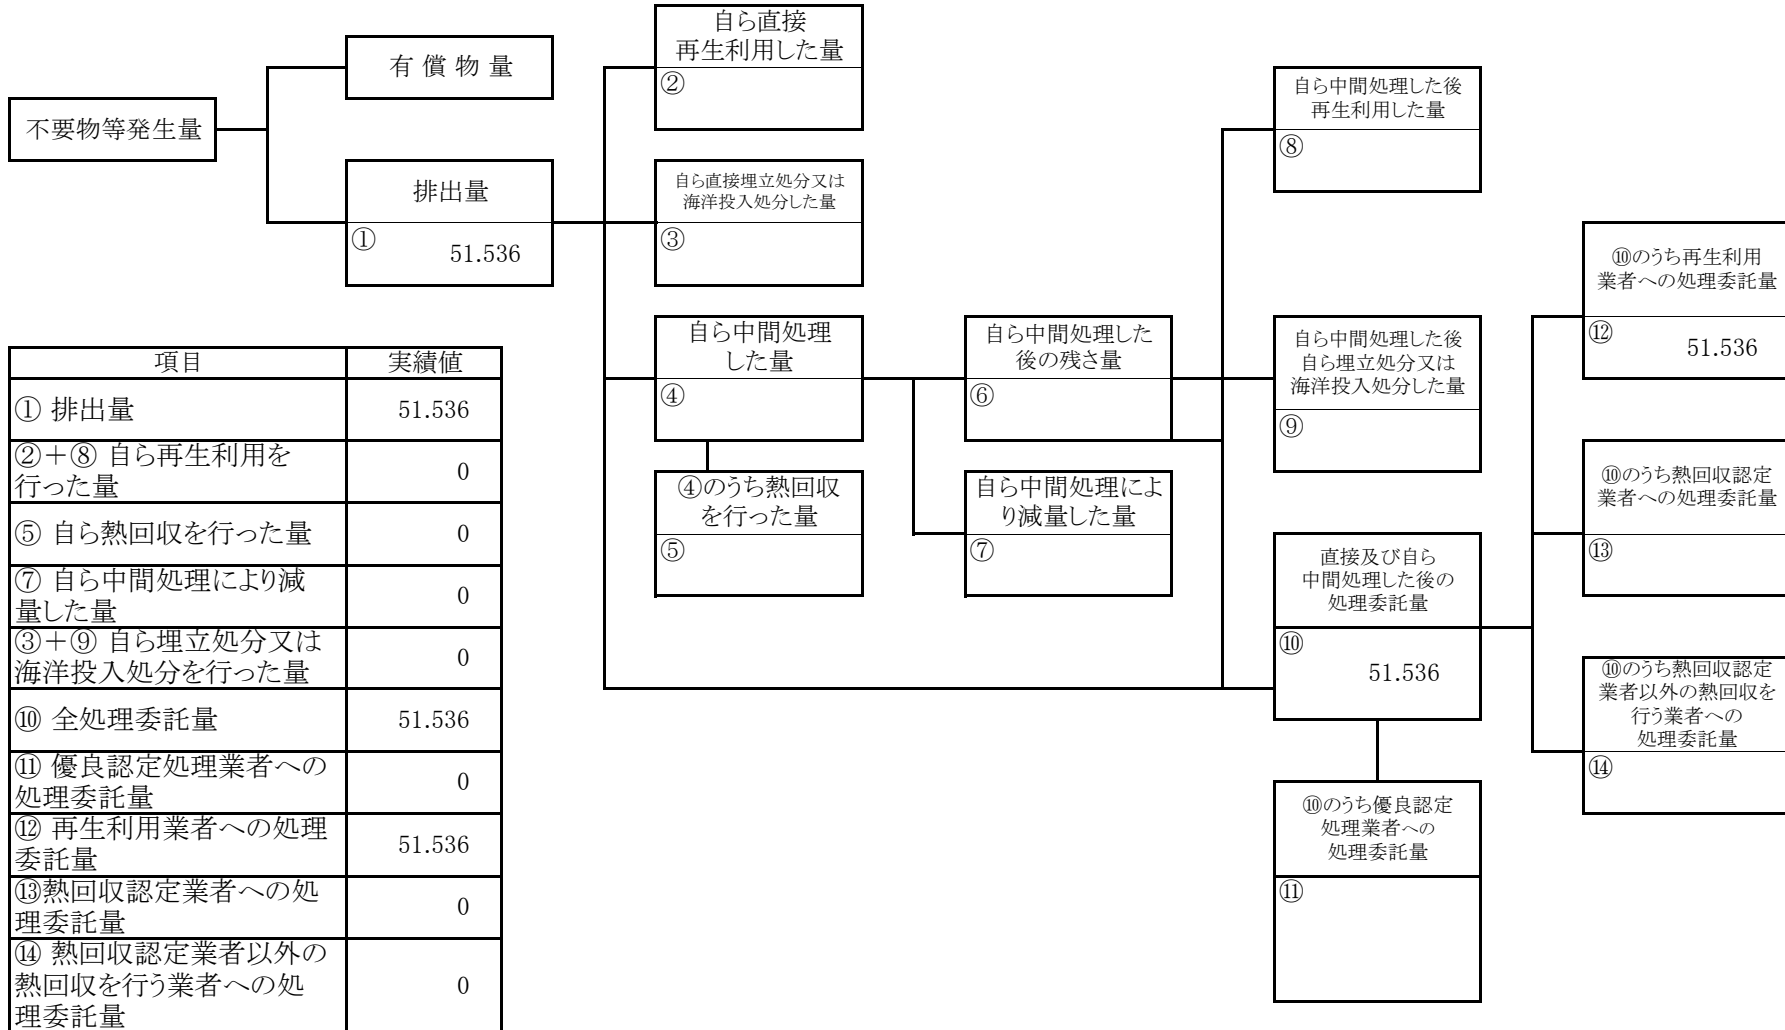 不要物等発生量
有 償 物 量
排出量
①
51.536
自ら直接
再生利用した量
②
自ら直接埋立処分又は
海洋投入処分した量
③
自ら中間処理
した量
④
④のうち熱回収
を行った量
⑤
自ら中間処理した
後の残さ量
⑥
自ら中間処理によ
り減量した量
⑦
自ら中間処理した後
再生利用した量
⑧
自ら中間処理した後
自ら埋立処分又は
海洋投入処分した量
⑨
直接及び自ら
中間処理した後の
処理委託量
⑩
51.536
⑩のうち優良認定
処理業者への
処理委託量
⑪
⑩のうち再生利用
業者への処理委託量
⑫
51.536
⑩のうち熱回収認定
業者への処理委託量
⑬
⑩のうち熱回収認定
業者以外の熱回収を
行う業者への
処理委託量
⑭
項目 実績値
① 排出量 51.536
②＋⑧ 自ら再生利用を
行った量 0
⑤ 自ら熱回収を行った量 0
⑦ 自ら中間処理により減
量した量 0
③＋⑨ 自ら埋立処分又は
海洋投入処分を行った量 0
⑩ 全処理委託量 51.536
⑪ 優良認定処理業者への
処理委託量 0
⑫ 再生利用業者への処理
委託量 51.536
⑬熱回収認定業者への処
理委託量 0
⑭ 熱回収認定業者以外の
熱回収を行う業者への処
理委託量 0